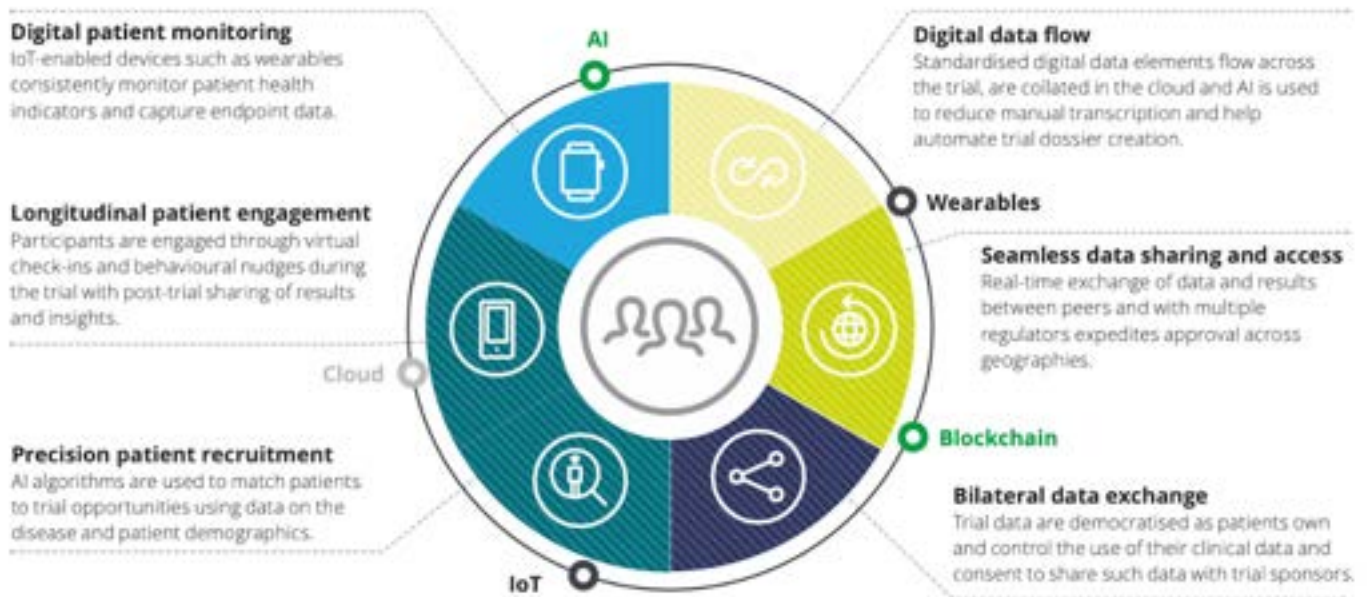 Digital patient monitoring
IoT-enabled devices such as wearables
consistently monitor patient health
indicators and capture endpoint data.
Longitudinal patient engagement
Participants are engaged through virtual
check-ins and behavioural nudges during
the trial with post-trial sharing of results
and insights.
Cloud
Precision patient recruitment
AI algorithms are used to match patients
to trial opportunities using data on the
disease and patient demographics.
IoT
AI
Digital data flow
Standardised digital data elements flow across
the trial, are collated in the cloud and AI is used
to reduce manual transcription and help
automate trial dossier creation.
Wearables
Seamless data sharing and access
Real-time exchange of data and results
between peers and with multiple
regulators expedites approval across
geographies.
Blockchain
Bilateral data exchange
Trial data are democratised as patients own
and control the use of their clinical data and
consent to share such data with trial sponsors.